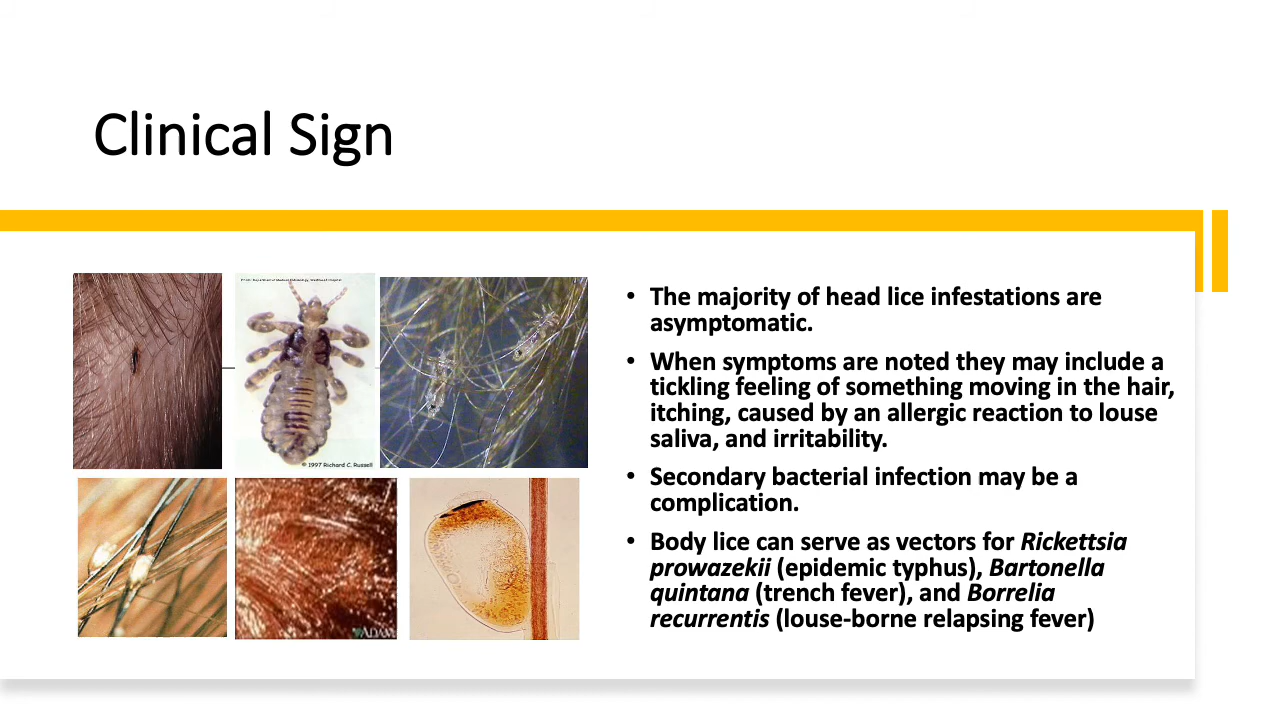 Clinical Sign
© 1997 Richard C. Russell
ADAM
• The majority of head lice infestations are
asymptomatic.
• When symptoms are noted they may include a
tickling feeling of something moving in the hair,
itching, caused by an allergic reaction to louse
saliva, and irritability.
• Secondary bacterial infection may be a
complication.
• Body lice can serve as vectors for Rickettsia
prowazekii (epidemic typhus), Bartonella
quintana (trench fever), and Borrelia
recurrentis (louse-borne relapsing fever)